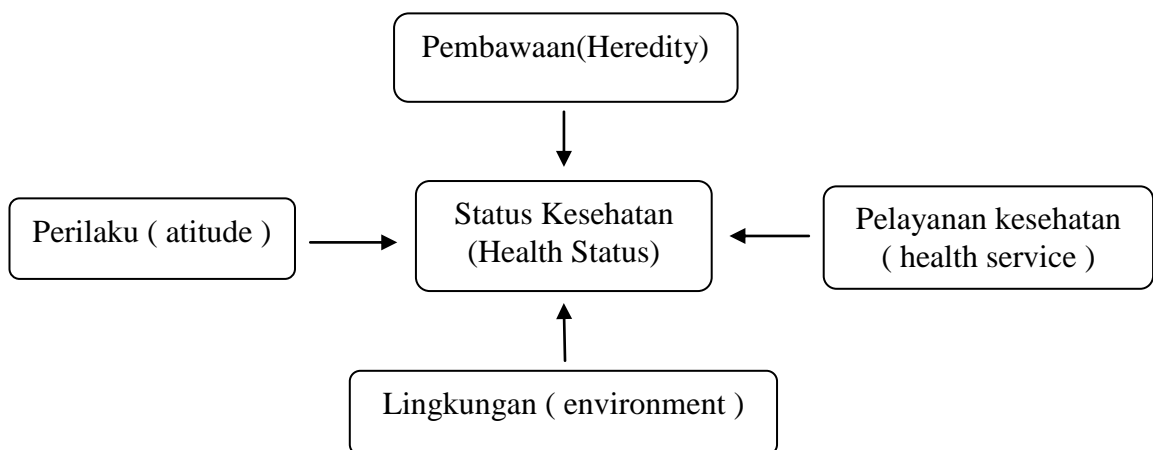 Pembawaan(Heredity)
Perilaku ( atitude )
Status Kesehatan
(Health Status)
Pelayanan kesehatan
( health service )
Lingkungan ( environment )